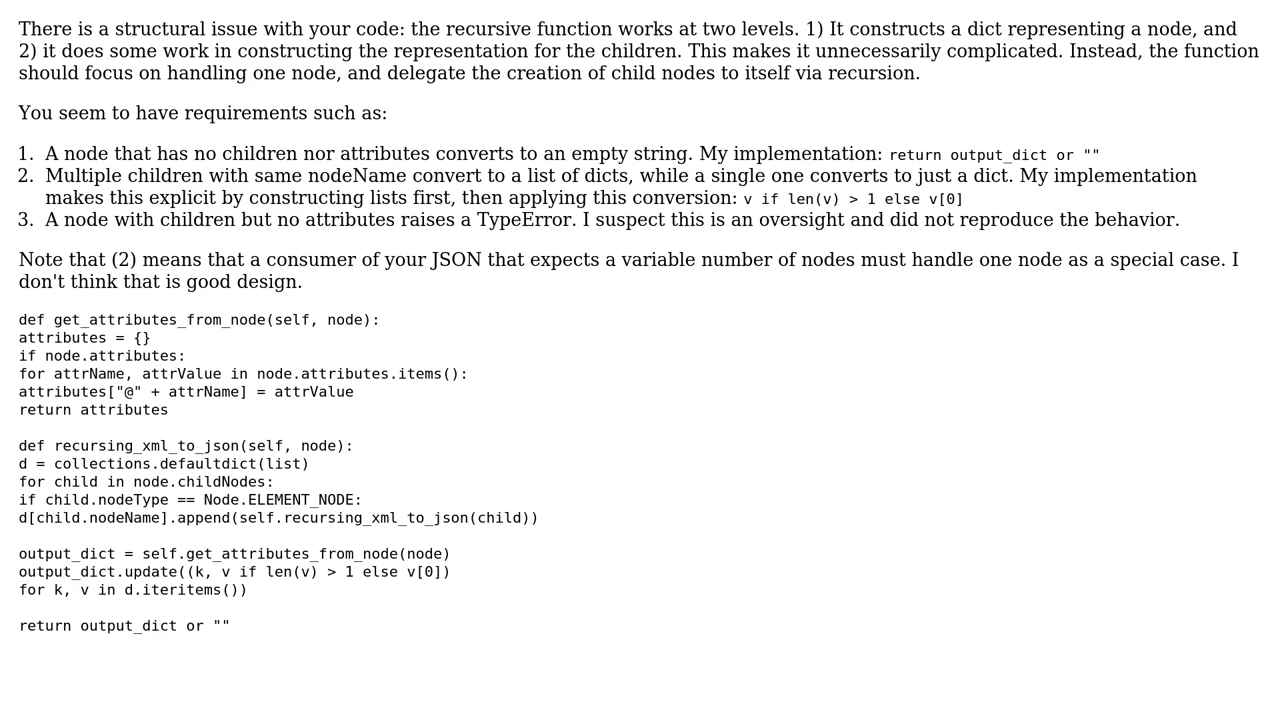 There is a structural issue with your code: the recursive function works at two levels. 1) It constructs a dict representing a node, and
2) it does some work in constructing the representation for the children. This makes it unnecessarily complicated. Instead, the function
should focus on handling one node, and delegate the creation of child nodes to itself via recursion.
You seem to have requirements such as:
1. A node that has no children nor attributes converts to an empty string. My implementation: return output_dict or ""
2. Multiple children with same nodeName convert to a list of dicts, while a single one converts to just a dict. My implementation
makes this explicit by constructing lists first, then applying this conversion: v if len(v) > 1 else v[0]
3. A node with children but no attributes raises a TypeError. I suspect this is an oversight and did not reproduce the behavior.
Note that (2) means that a consumer of your JSON that expects a variable number of nodes must handle one node as a special case. I
don't think that is good design.
def get_attributes_from_node(self, node):
attributes = {}
if node.attributes:
for attrName, attrValue in node.attributes.items():
attributes["@" + attrName] = attrValue
return attributes
def recursing_xml_to_json(self, node):
d = collections.defaultdict(list)
for child in node.childNodes:
if child.nodeType == Node.ELEMENT_NODE:
d[child.nodeName].append(self.recursing_xml_to_json(child))
output_dict = self.get_attributes_from_node(node)
output_dict.update((k, v if len(v) > 1 else v[0])
for k, v in d.iteritems())
return output_dict or ""